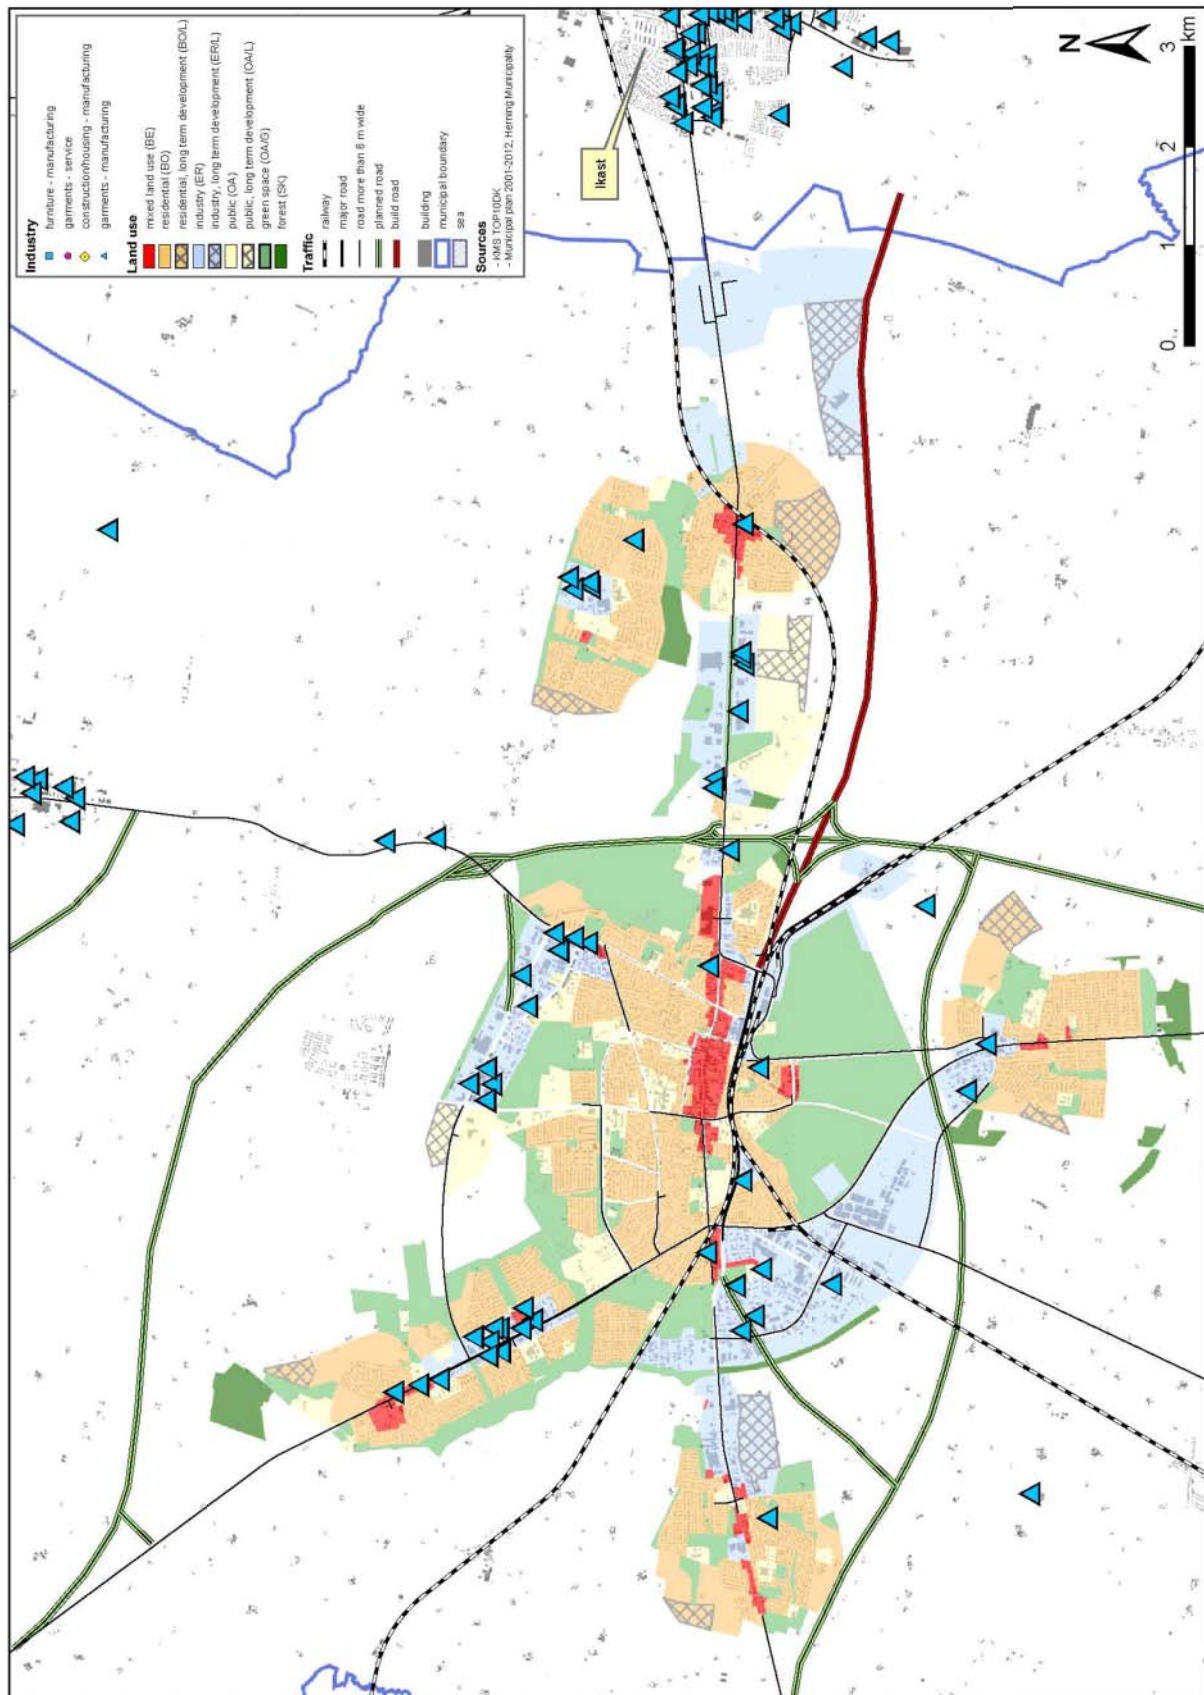 Industry
furniture - manufacturing
garments - service
construction/housing - manufacturing
garments - manufacturing
Land use
mixed land use (BE)
residential (BO)
residential, long term development (BO/L)
industry (ER)
industry, long term development (ER/L)
public (OA)
public, long term development (OA/L)
green space (OA/G)
forest (SK)
Traffic
railway
major road
road more than 6 m wide
planned road
build road
building
municipal boundary
sea
Sources
- KMS TOP10DK
- Municipal plan 2001-2012, Herning Municipality
Ikast
N
0 1 2 3
km